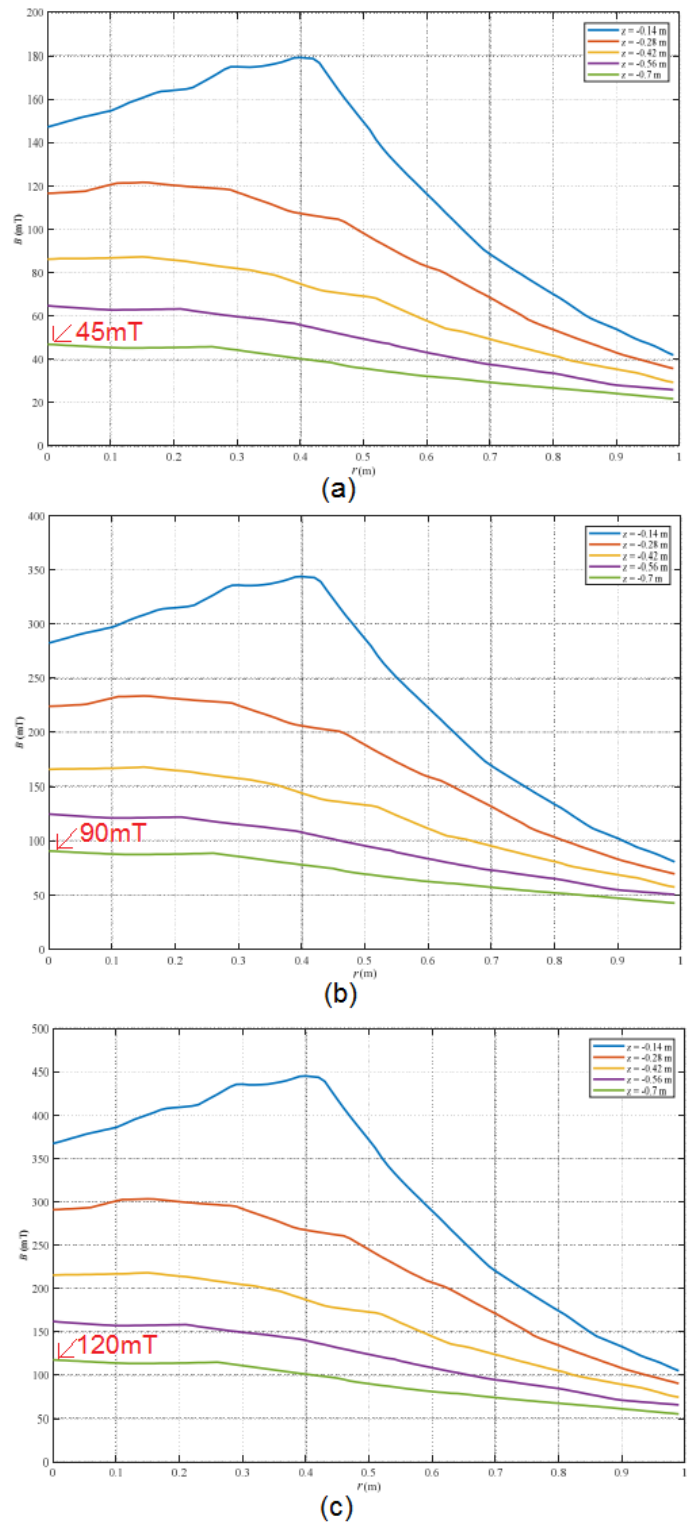 200
180
160
140
120
100
80
60
40
20
0
B (mT)
z = -0.14 m
z = -0.28 m
z = -0.42 m
z = -0.56 m
z = -0.7 m
45mT
0 0.1 0.2 0.3 0.4 0.5 0.6 0.7 0.8 0.9 1
r(m)
(a)
400
350
300
250
200
150
100
50
0
B (mT)
z = -0.14 m
z = -0.28 m
z = -0.42 m
z = -0.56 m
z = -0.7 m
90mT
0 0.1 0.2 0.3 0.4 0.5 0.6 0.7 0.8 0.9 1
r(m)
(b)
500
450
400
350
300
250
200
150
100
50
0
B (mT)
z = -0.14 m
z = -0.28 m
z = -0.42 m
z = -0.56 m
z = -0.7 m
120mT
0 0.1 0.2 0.3 0.4 0.5 0.6 0.7 0.8 0.9 1
r(m)
(c)